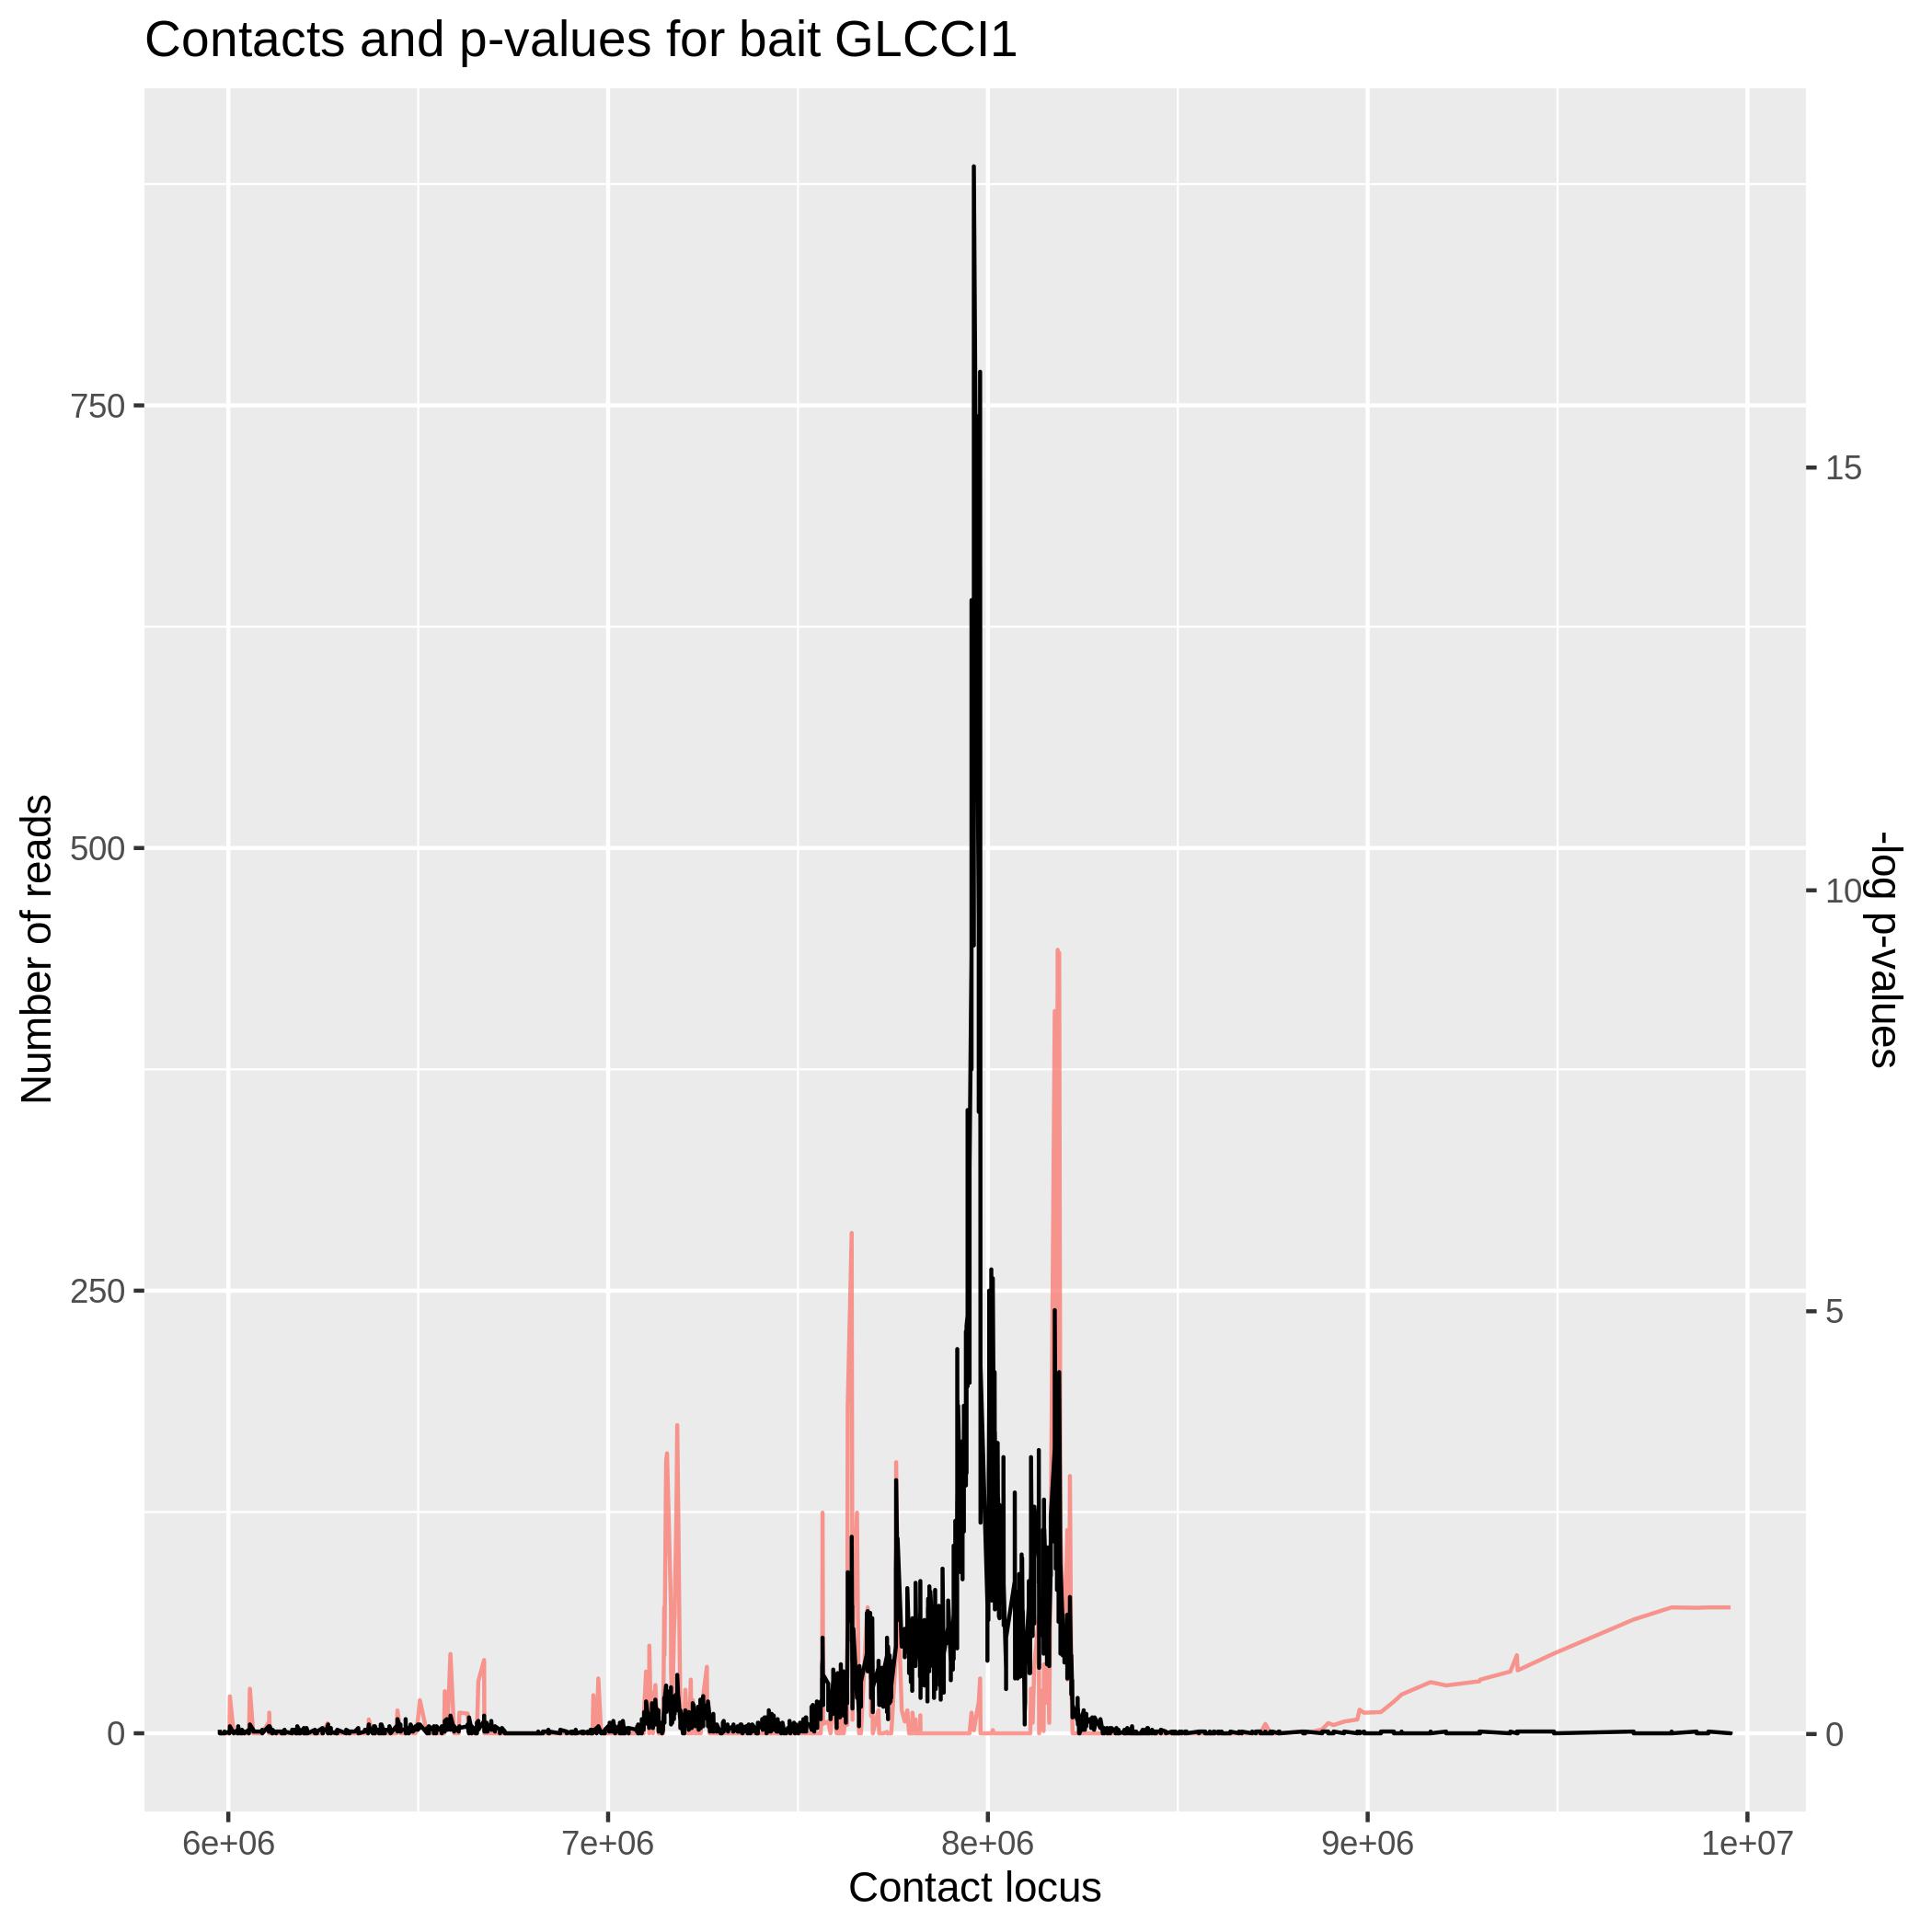 Contacts and p-values for bait GLCCI1
Number of reads
750
500
250
0
15
10
5
0
-log p-values
6e+06
7e+06
8e+06
9e+06
1e+07
Contact locus